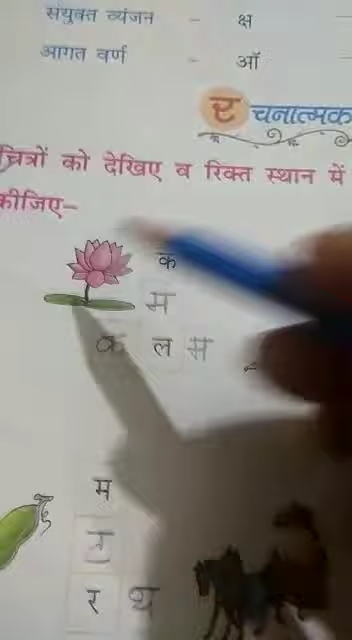 संयुक्त व्यंजन - क्ष
आगत वर्ण - ऑ
रचनात्मक
चित्रों को देखिए व रिक्त स्थान में
कीजिए-
क
म
क ल म
म
ट
र थ